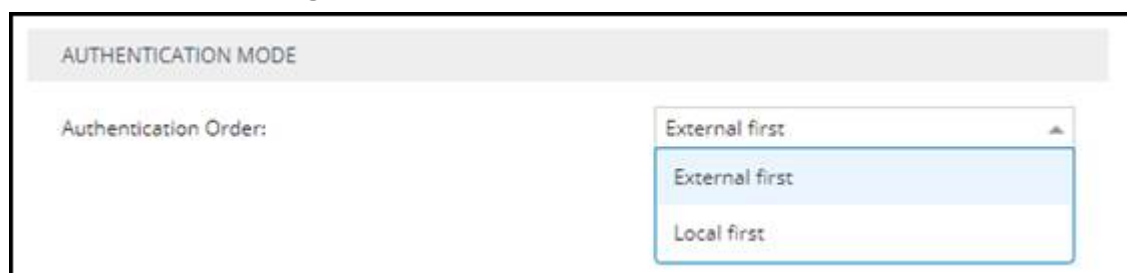 AUTHENTICATION MODE
Authentication Order:
External first
External first
Local first